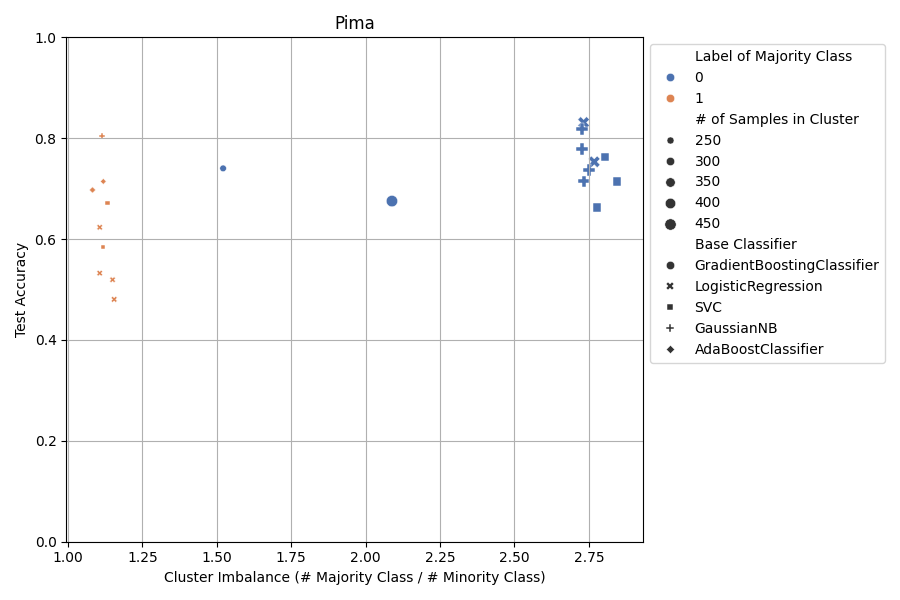 Pima
1.0
0.8
0.6
0.4
0.2
0.0
Test Accuracy
1.00
1.25
1.50
1.75
2.00
2.25
2.50
2.75
Cluster Imbalance (# Majority Class / # Minority Class)
Label of Majority Class
0
1
# of Samples in Cluster
250
300
350
400
450
Base Classifier
GradientBoostingClassifier
LogisticRegression
SVC
GaussianNB
AdaBoostClassifier